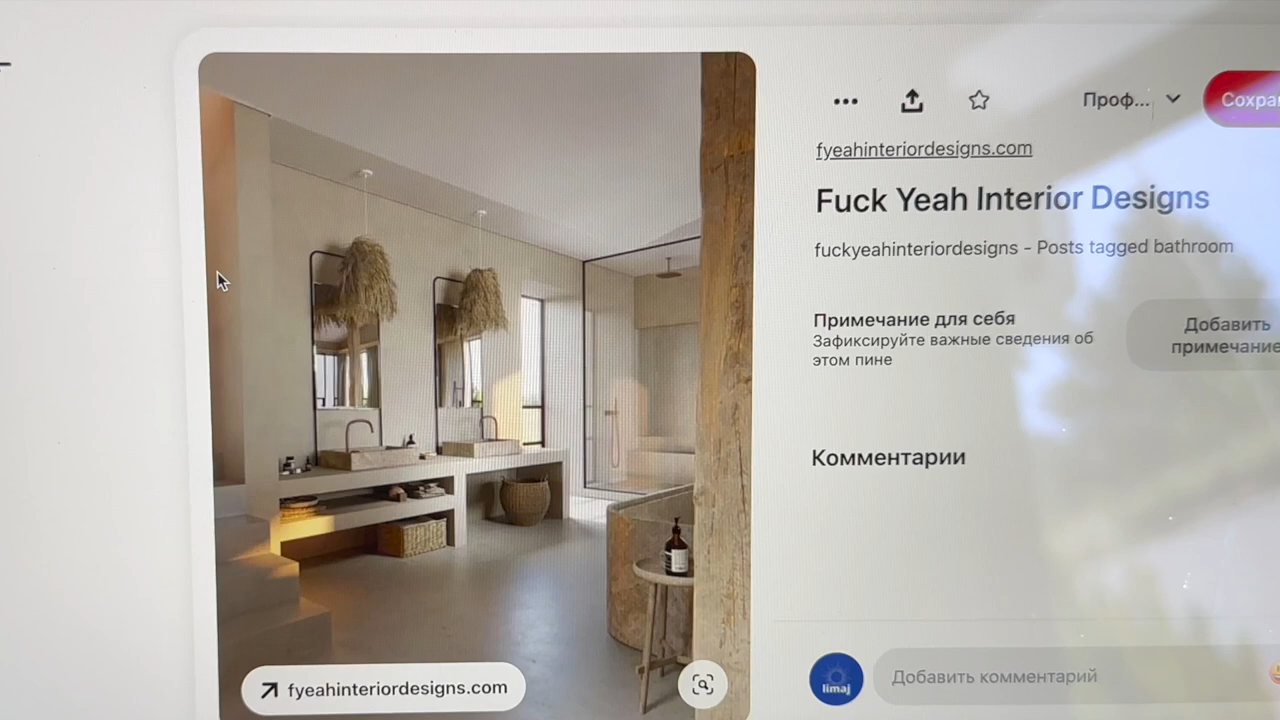 Проф...
Сохра
fyeahinteriordesigns.com
Fuck Yeah Interior Designs
fuckyeahinteriordesigns - Posts tagged bathroom
Примечание для себя
Зафиксируйте важные сведения об
этом пине
Добавить
примечание
Комментарии
fyeahinteriordesigns.com
limaj
Добавить комментарий